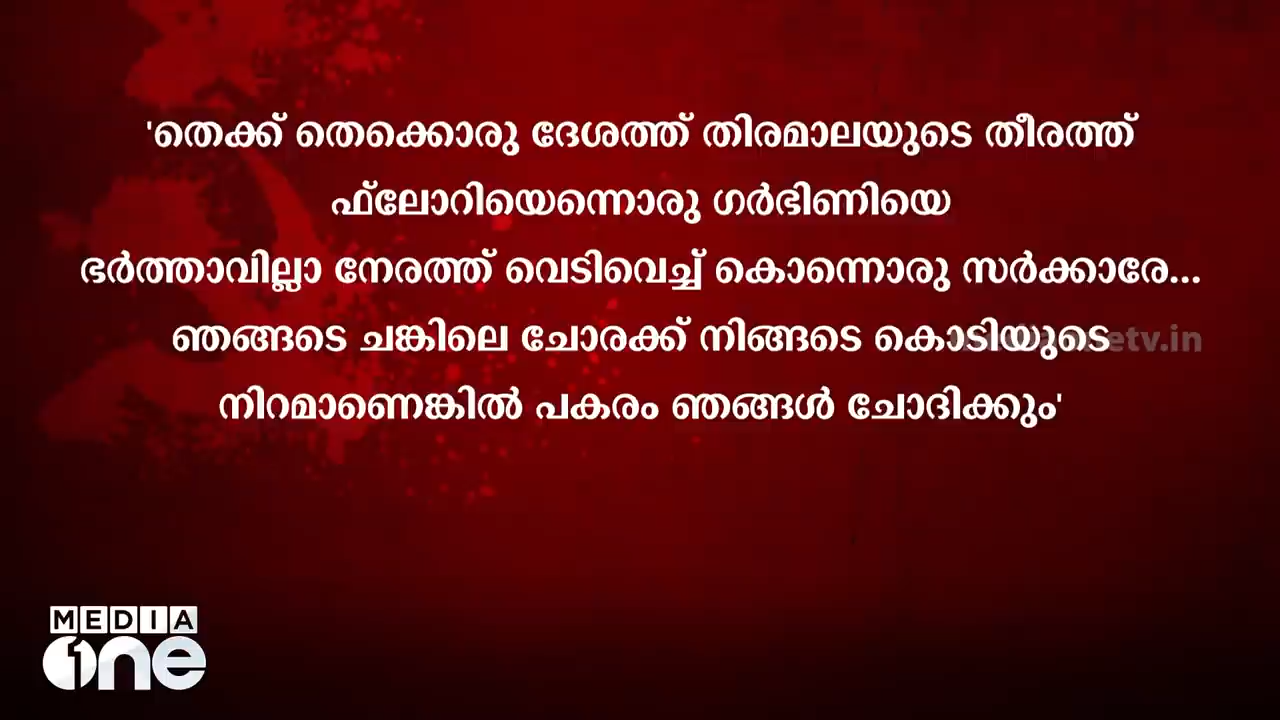 'തെക്ക് തെക്കൊരു ദേശത്ത് തിരമാലയുടെ തീരത്ത്
ഫ്ലോറിയെന്നൊരു ഗർഭിണിയെ
ഭർത്താവില്ലാ നേരത്ത് വെടിവെച്ച് കൊന്നൊരു സർക്കാരേ...
ഞങ്ങടെ ചങ്കിലെ ചോരക്ക് നിങ്ങടെ കൊടിയുടെ
നിറമാണെങ്കിൽ പകരം ഞങ്ങൾ ചോദിക്കും'
MEDIA
one